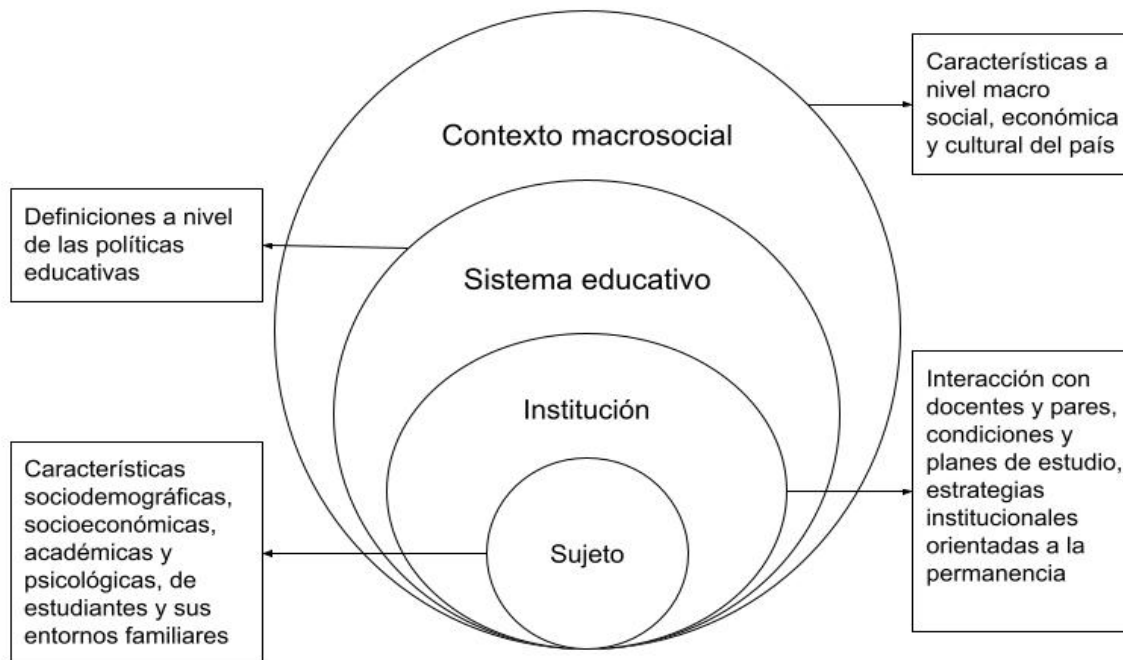 Contexto macrosocial
Características a
nivel macro
social, económica
y cultural del país
Definiciones a nivel
de las políticas
educativas
Sistema educativo
Institución
Interacción con
docentes y pares,
condiciones y
planes de estudio,
estrategias
institucionales
orientadas a la
permanencia
Características
sociodemográficas,
socioeconómicas,
académicas y
psicológicas, de
estudiantes y sus
entornos familiares
Sujeto